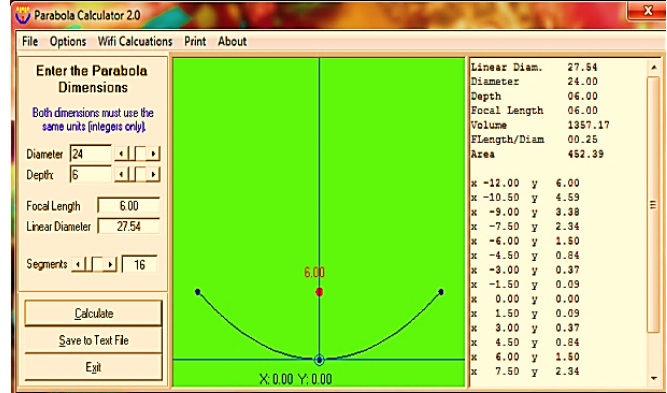 Parabola Calculator 2.0
File Options Wifi Calcuations Print About
Enter the Parabola
Dimensions
Both dimensions must use the
same units (integers only).
Diameter 24
Depth: 6
Focal Length 6.00
Linear Diameter 27.54
Segments 16
Calculate
Save to Text File
Exit
6.00
X: 0.00 Y: 0.00
Linear Diam. 27.54
Diameter 24.00
Depth 06.00
Focal Length 06.00
Volume 1357.17
FLength/Diam 00.25
Area 452.39
x -12.00 y 6.00
x -10.50 y 4.59
x -9.00 y 3.38
x -7.50 y 2.34
x -6.00 y 1.50
x -4.50 y 0.84
x -3.00 y 0.37
x -1.50 y 0.09
x 0.00 y 0.00
x 1.50 y 0.09
x 3.00 y 0.37
x 4.50 y 0.84
x 6.00 y 1.50
x 7.50 y 2.34